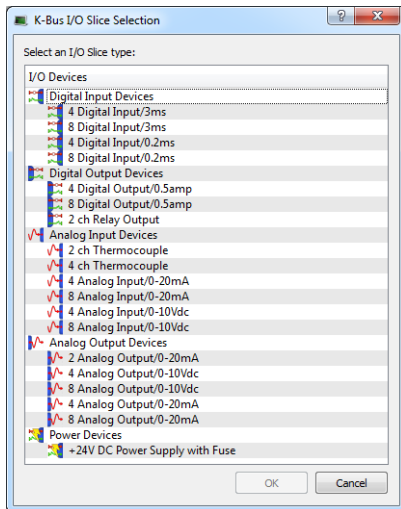 K-Bus I/O Slice Selection
Select an I/O Slice type:
I/O Devices
Digital Input Devices
4 Digital Input/3ms
8 Digital Input/3ms
4 Digital Input/0.2ms
8 Digital Input/0.2ms
Digital Output Devices
4 Digital Output/0.5amp
8 Digital Output/0.5amp
2 ch Relay Output
Analog Input Devices
2 ch Thermocouple
4 ch Thermocouple
4 Analog Input/0-20mA
8 Analog Input/0-20mA
4 Analog Input/0-10Vdc
8 Analog Input/0-10Vdc
Analog Output Devices
2 Analog Output/0-20mA
4 Analog Output/0-10Vdc
8 Analog Output/0-10Vdc
4 Analog Output/0-20mA
8 Analog Output/0-20mA
Power Devices
+24V DC Power Supply with Fuse
OK Cancel